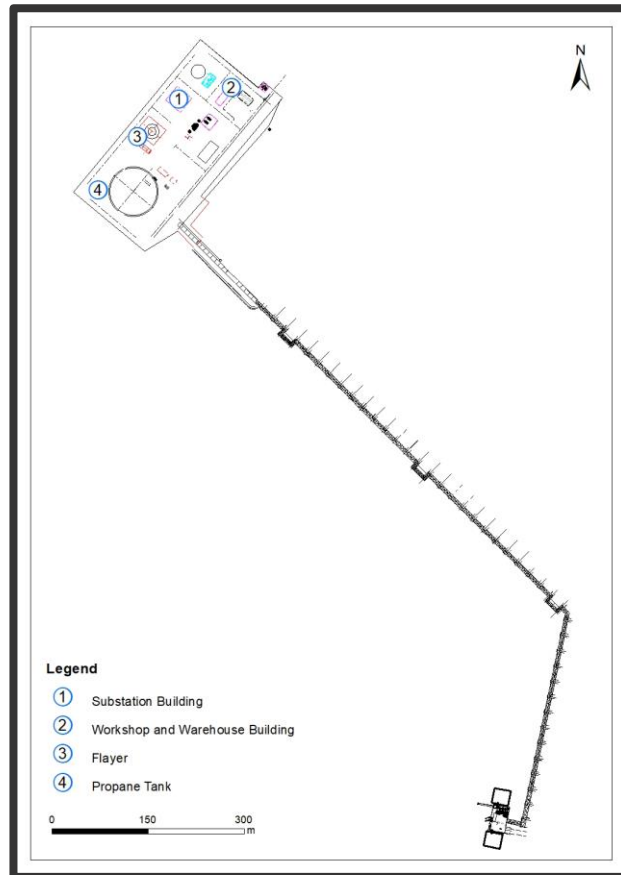 N
2
1
3
4
Legend
1 Substation Building
2 Workshop and Warehouse Building
3 Flayer
4 Propane Tank
0 150 300
m